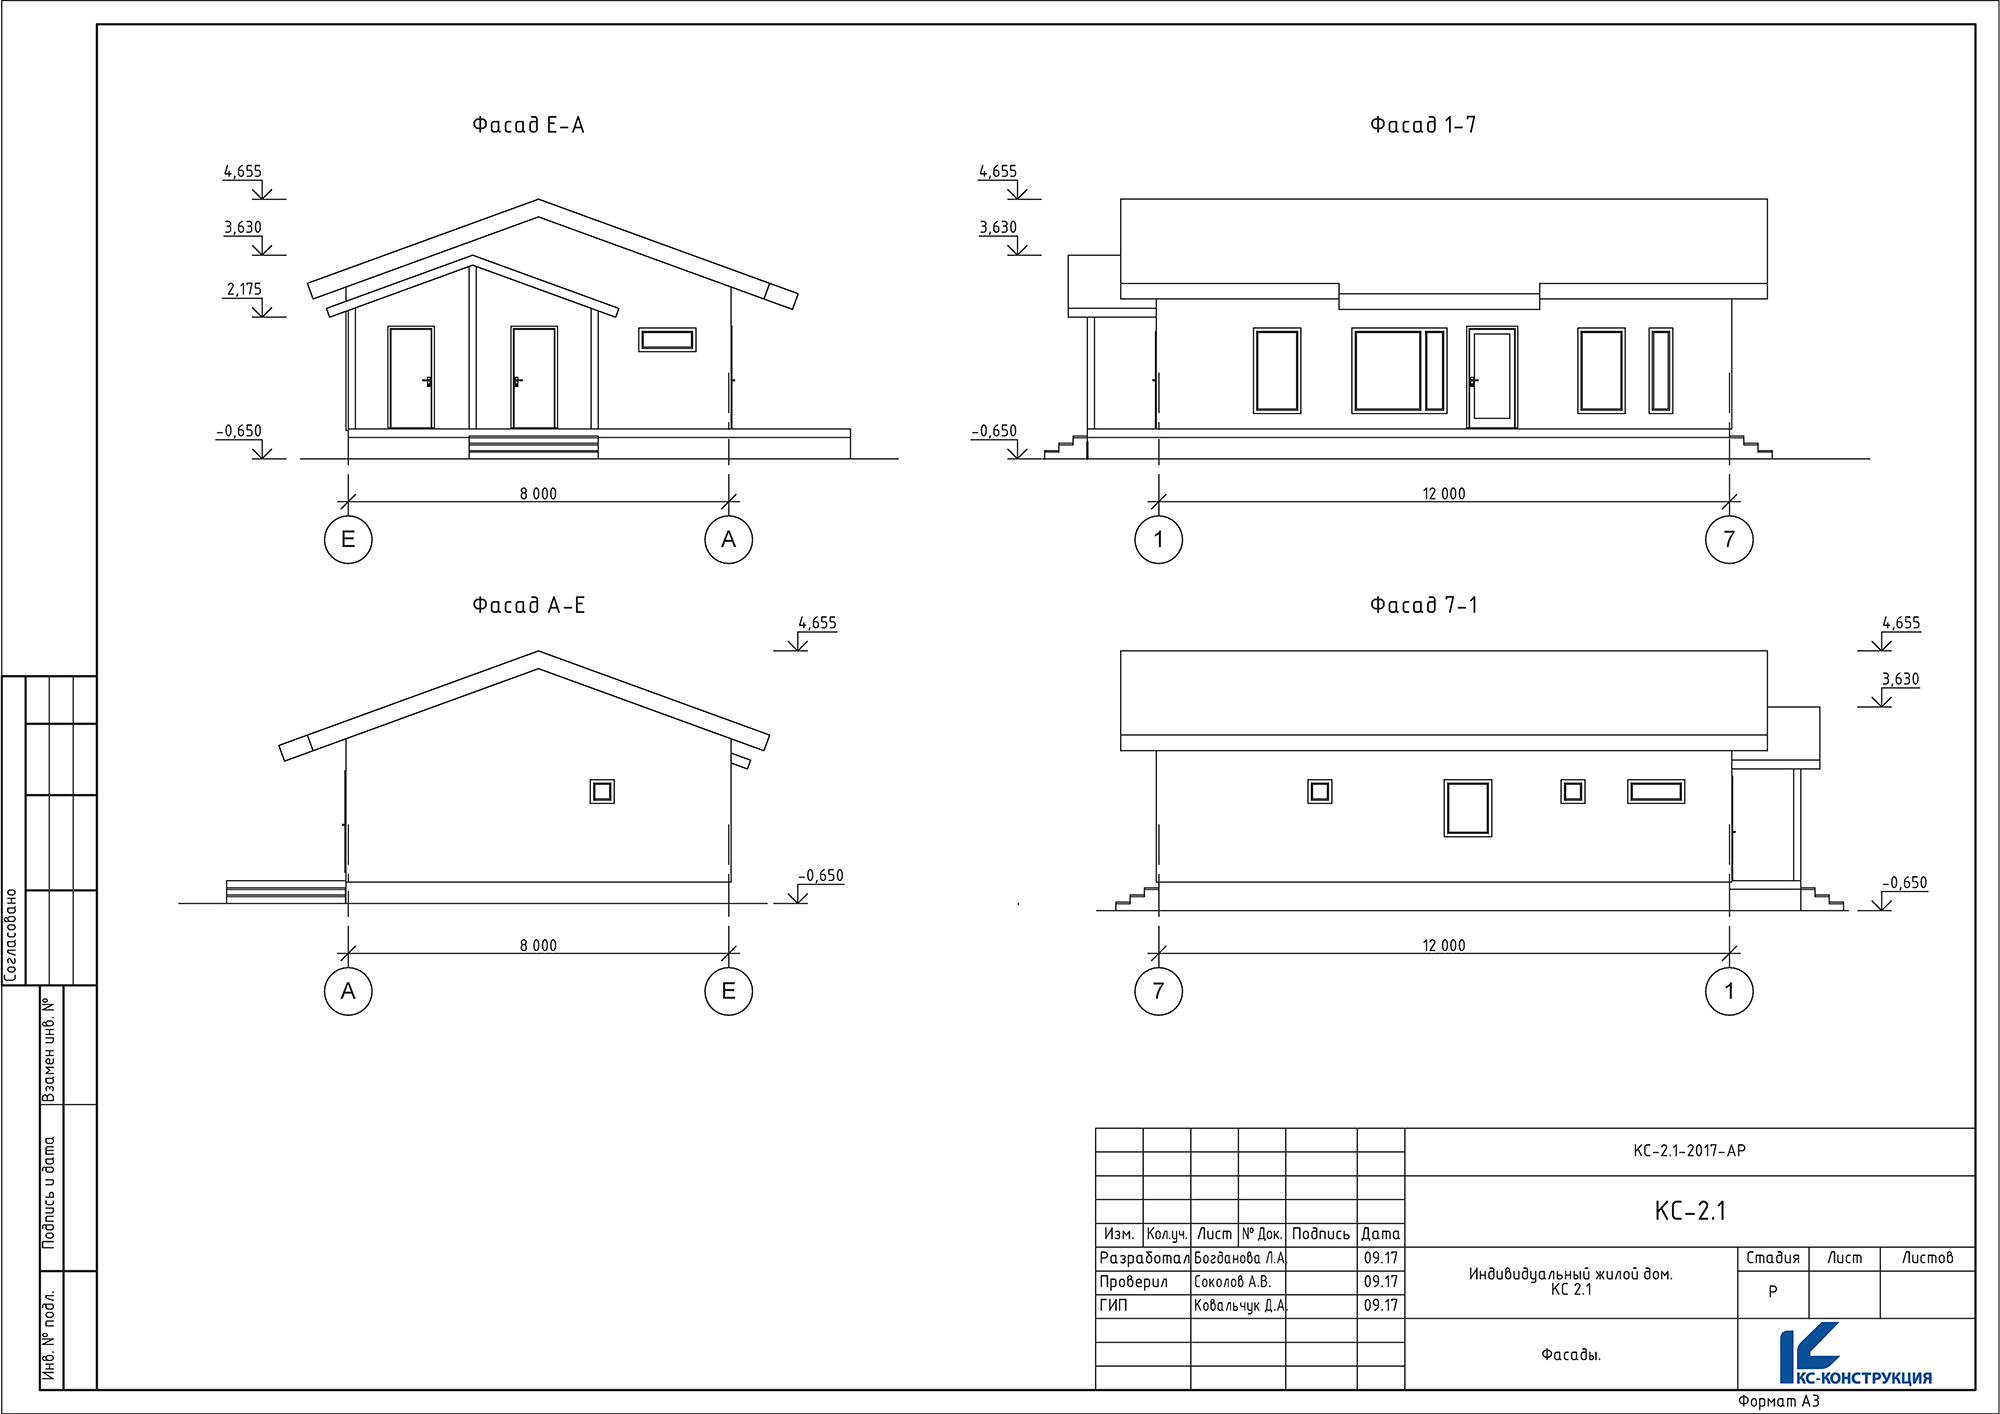 Фасад Е-А
4,655
3,630
2,175
-0,650
8 000
Е
А
Фасад 1-7
4,655
3,630
-0,650
12 000
1
7
Фасад А-Е
4,655
-0,650
8 000
А
Е
Фасад 7-1
4,655
3,630
-0,650
12 000
7
1
Согласовано
Взамен инв. №
Подпись и дата
Инв. № подл.
КС-2.1-2017-АР
КС-2.1
Изм. Кол.уч. Лист № Док. Подпись Дата
Разработал Богданова Л.А. 09.17
Проверил Соколов А.В. 09.17
ГИП Ковальчук Д.А. 09.17
Индивидуальный жилой дом.
КС 2.1
Стадия Лист Листов
Р
Фасады.
КС-КОНСТРУКЦИЯ
Формат А3